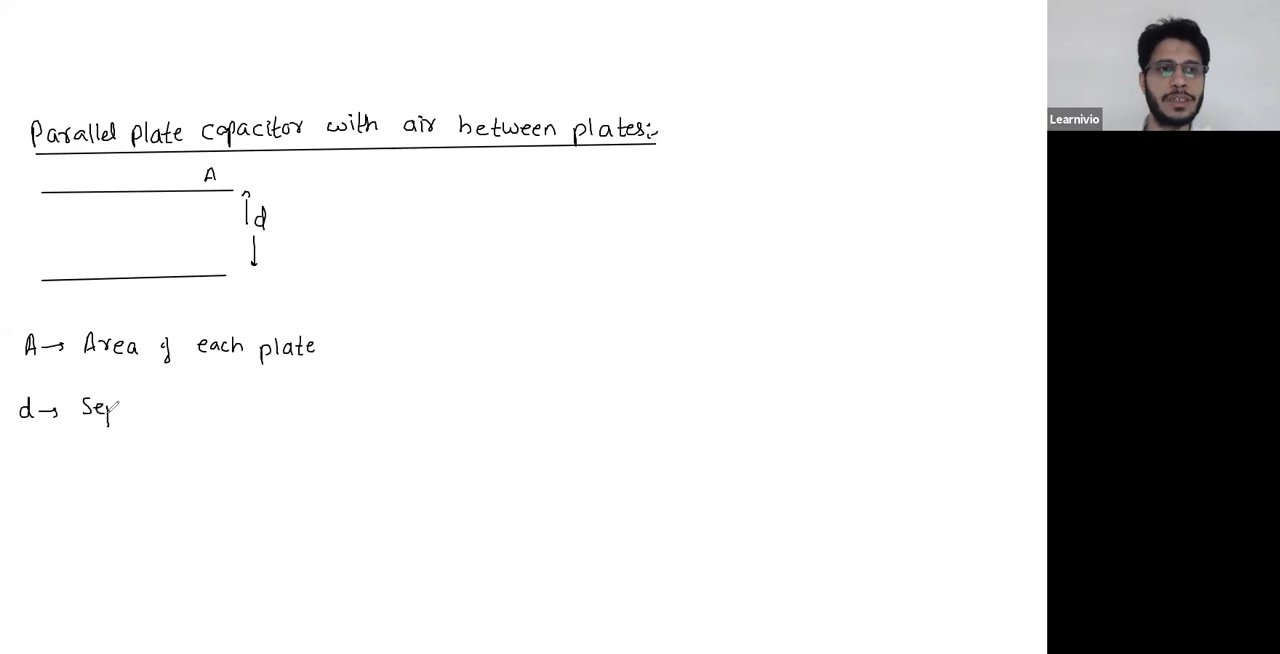 Parallel plate capacitor with air between plates:-
A
d
A→ Area of each plate
d→ Sep
Learnivio